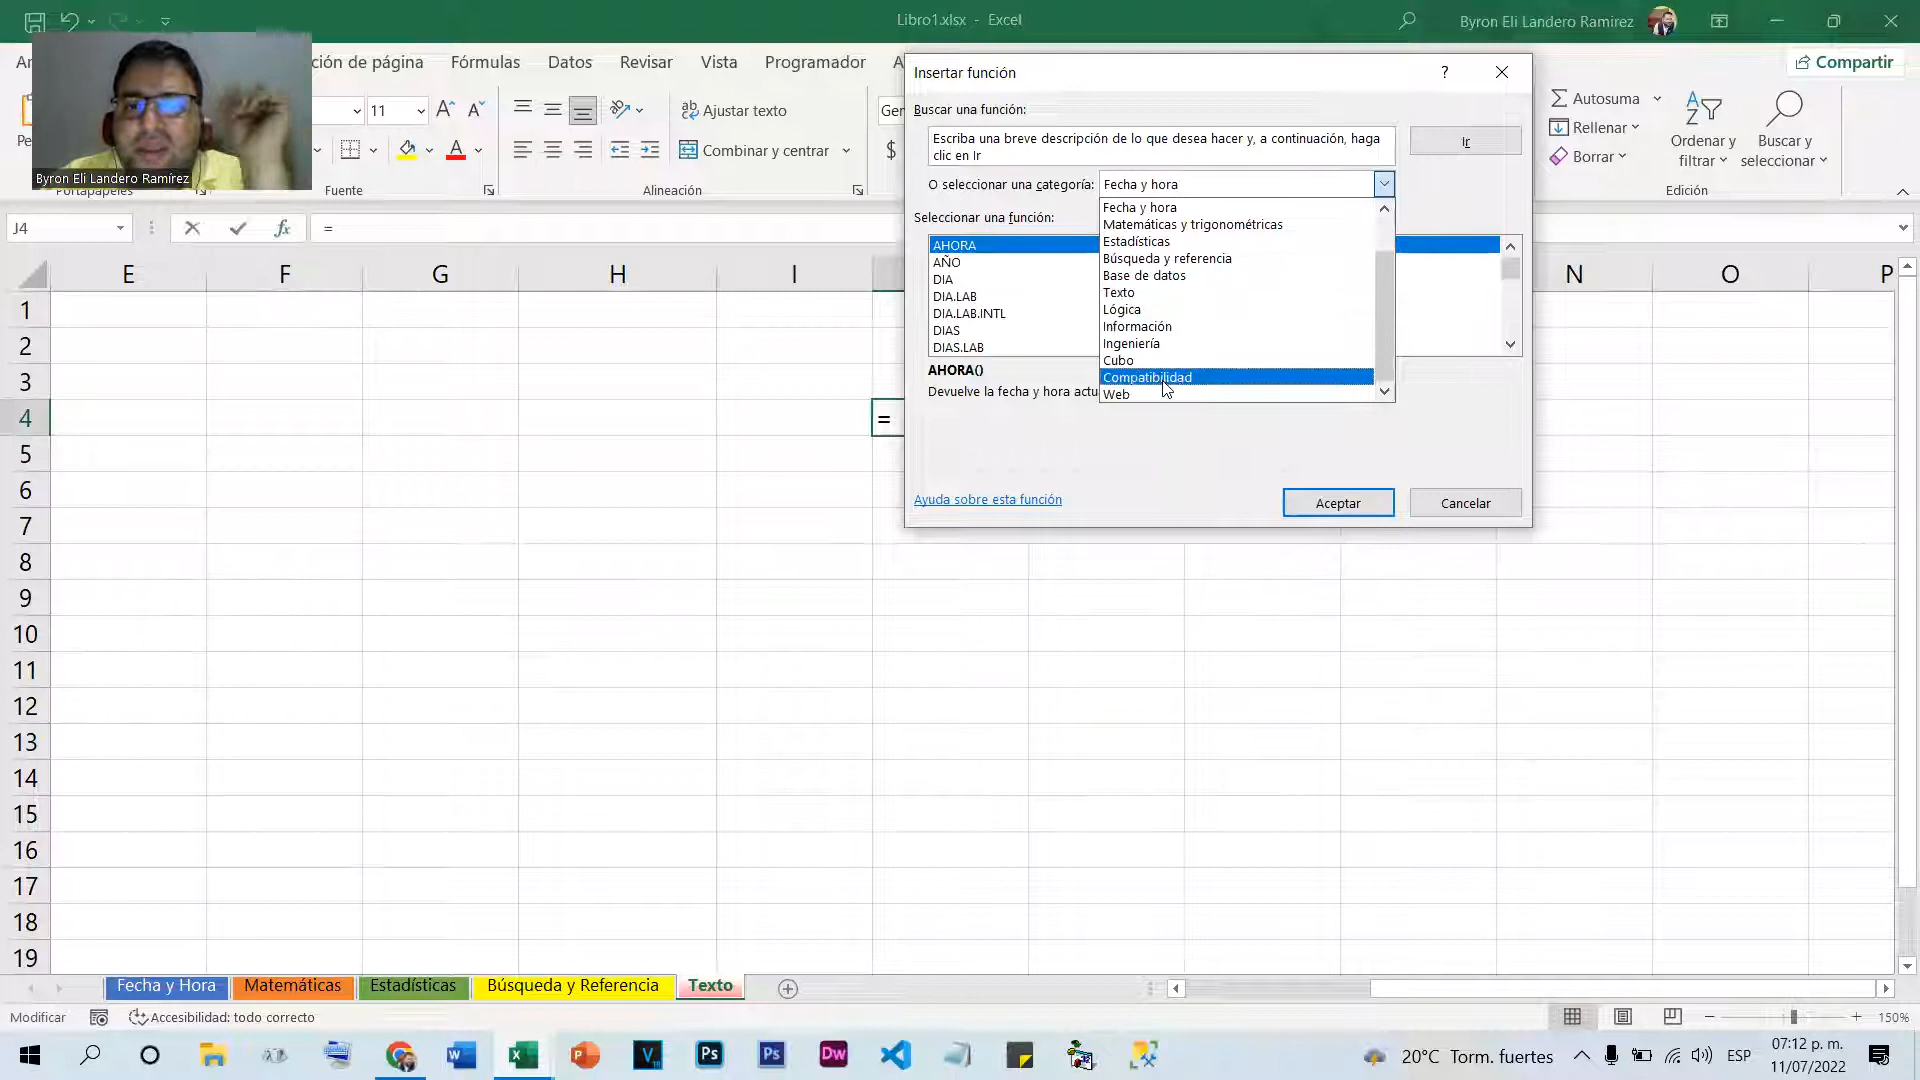 Libro1.xlsx - Excel
Byron Eli Landero Ramirez
ción de página
Fórmulas
Datos
Revisar
Vista
Programador
Compartir
Byron Eli Landero Ramírez
11
Ajustar texto
Combinar y centrar
$
Portapapeles
Fuente
Alineación
Autosuma
Rellenar
Borrar
Ordenar y
filtrar
Buscar y
seleccionar
Edición
Insertar función
?
Buscar una función:
Escriba una breve descripción de lo que desea hacer y, a continuación, haga
clic en Ir
Ir
O seleccionar una categoría:
Fecha y hora
Seleccionar una función:
AHORA
AÑO
DIA
DIA.LAB
DIA.LAB.INTL
DIAS
DIAS.LAB
Fecha y hora
Matemáticas y trigonométricas
Estadísticas
Búsqueda y referencia
Base de datos
Texto
Lógica
Información
Ingeniería
Cubo
Compatibilidad
Web
AHORA()
Devuelve la fecha y hora actu
Ayuda sobre esta función
Aceptar
Cancelar
J4
fx
=
E F G H I N O P
1
2
3
4
=
5
6
7
8
9
10
11
12
13
14
15
16
17
18
19
Fecha y Hora
Matemáticas
Estadísticas
Búsqueda y Referencia
Texto
Modificar
Accesibilidad: todo correcto
150%
20°C Torm. fuertes
ESP
07:12 p. m.
11/07/2022